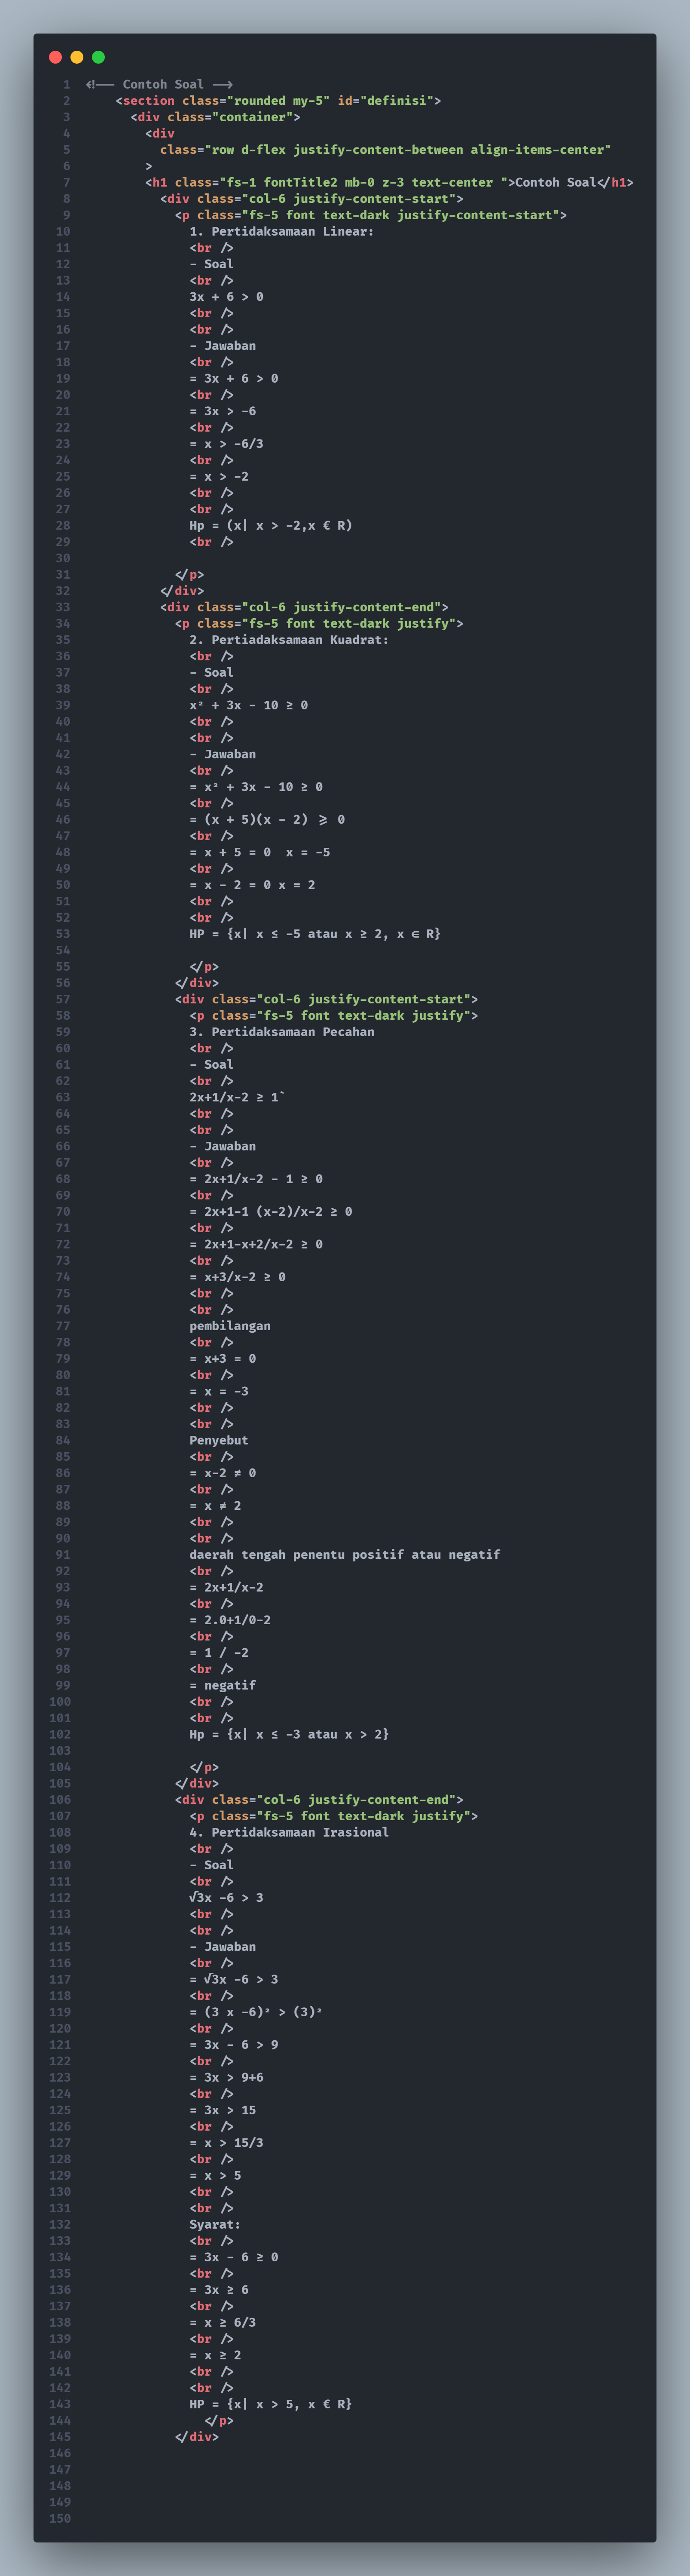 1 <!-- Contoh Soal -->
2 <section class="rounded my-5" id="definisi">
3 <div class="container">
4 <div
5 class="row d-flex justify-content-between align-items-center"
6 >
7 <h1 class="fs-1 fontTitle2 mb-0 z-3 text-center ">Contoh Soal</h1>
8 <div class="col-6 justify-content-start">
9 <p class="fs-5 font text-dark justify-content-start">
10 1. Pertidaksamaan Linear:
11 <br />
12 - Soal
13 <br />
14 3x + 6 > 0
15 <br />
16 <br />
17 - Jawaban
18 <br />
19 = 3x + 6 > 0
20 <br />
21 = 3x > -6
22 <br />
23 = x > -6/3
24 <br />
25 = x > -2
26 <br />
27 <br />
28 Hp = (x| x > -2,x € R)
29 <br />
30
31 </p>
32 </div>
33 <div class="col-6 justify-content-end">
34 <p class="fs-5 font text-dark justify">
35 2. Pertiadaksamaan Kuadrat:
36 <br />
37 - Soal
38 <br />
39 x² + 3x - 10 ≥ 0
40 <br />
41 <br />
42 - Jawaban
43 <br />
44 = x² + 3x - 10 ≥ 0
45 <br />
46 = (x + 5)(x - 2) ⩾ 0
47 <br />
48 = x + 5 = 0  x = -5
49 <br />
50 = x - 2 = 0 x = 2
51 <br />
52 <br />
53 HP = {x| x ≤ -5 atau x ≥ 2, x ∈ R}
54
55 </p>
56 </div>
57 <div class="col-6 justify-content-start">
58 <p class="fs-5 font text-dark justify">
59 3. Pertidaksamaan Pecahan
60 <br />
61 - Soal
62 <br />
63 2x+1/x-2 ≥ 1`
64 <br />
65 <br />
66 - Jawaban
67 <br />
68 = 2x+1/x-2 - 1 ≥ 0
69 <br />
70 = 2x+1-1 (x-2)/x-2 ≥ 0
71 <br />
72 = 2x+1-x+2/x-2 ≥ 0
73 <br />
74 = x+3/x-2 ≥ 0
75 <br />
76 <br />
77 pembilangan
78 <br />
79 = x+3 = 0
80 <br />
81 = x = -3
82 <br />
83 <br />
84 Penyebut
85 <br />
86 = x-2 ≠ 0
87 <br />
88 = x ≠ 2
89 <br />
90 <br />
91 daerah tengah penentu positif atau negatif
92 <br />
93 = 2x+1/x-2
94 <br />
95 = 2.0+1/0-2
96 <br />
97 = 1 / -2
98 <br />
99 = negatif
100 <br />
101 <br />
102 Hp = {x| x ≤ -3 atau x > 2}
103
104 </p>
105 </div>
106 <div class="col-6 justify-content-end">
107 <p class="fs-5 font text-dark justify">
108 4. Pertidaksamaan Irasional
109 <br />
110 - Soal
111 <br />
112 √3x -6 > 3
113 <br />
114 <br />
115 - Jawaban
116 <br />
117 = √3x -6 > 3
118 <br />
119 = (3 x -6)² > (3)²
120 <br />
121 = 3x - 6 > 9
122 <br />
123 = 3x > 9+6
124 <br />
125 = 3x > 15
126 <br />
127 = x > 15/3
128 <br />
129 = x > 5
130 <br />
131 <br />
132 Syarat:
133 <br />
134 = 3x - 6 ≥ 0
135 <br />
136 = 3x ≥ 6
137 <br />
138 = x ≥ 6/3
139 <br />
140 = x ≥ 2
141 <br />
142 <br />
143 HP = {x| x > 5, x € R}
144 </p>
145 </div>
146
147
148
149
150